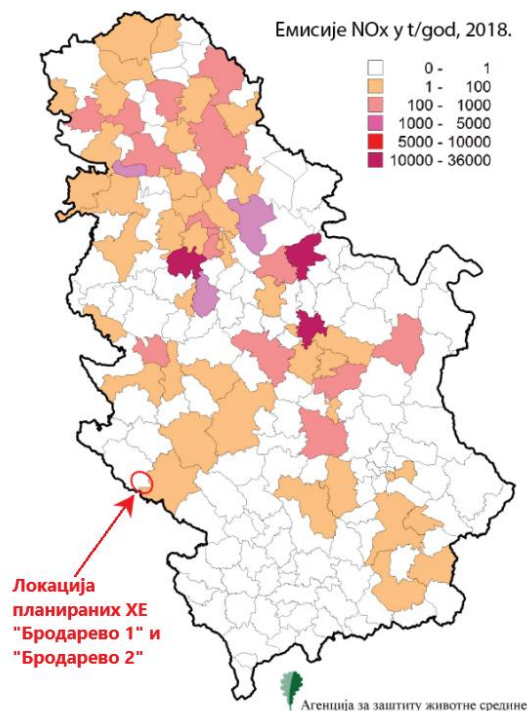 Емисије NOx у t/god, 2018.
0 - 1
1 - 100
100 - 1000
1000 - 5000
5000 - 10000
10000 - 36000
Локација
планираних ХЕ
"Бродарево 1" и
"Бродарево 2"
Агенција за заштиту животне средине